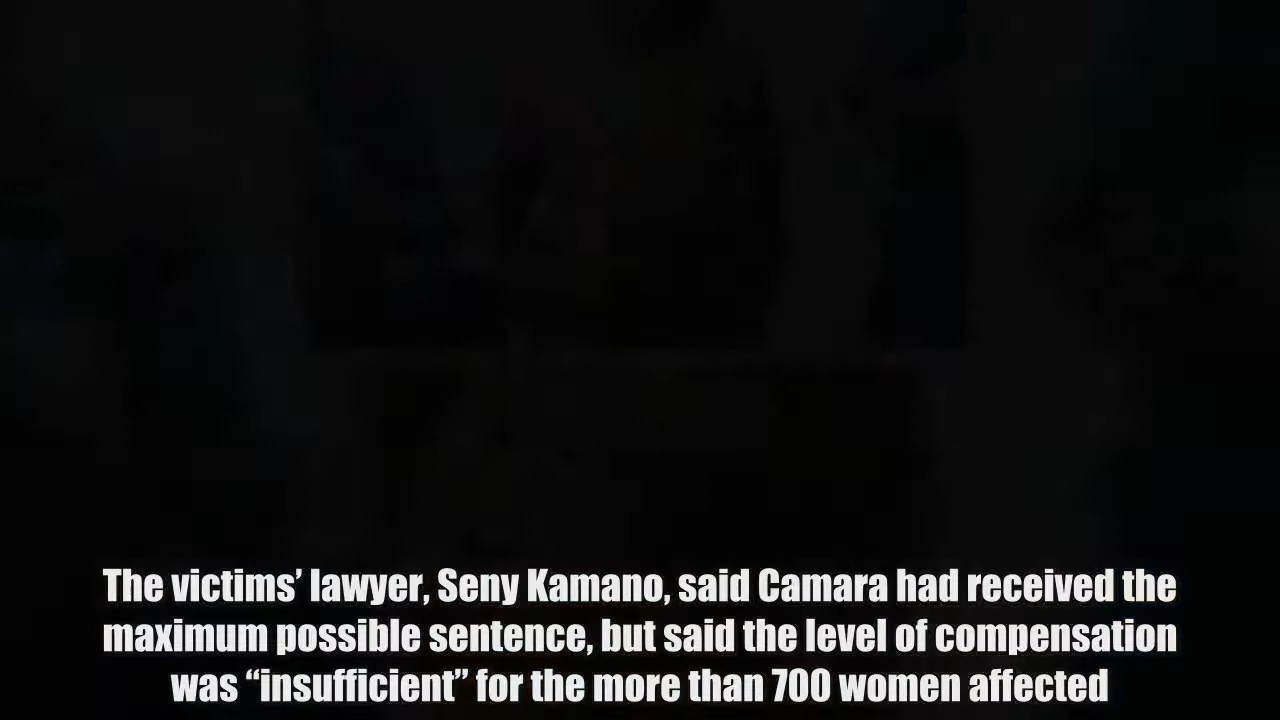 The victims’ lawyer, Seny Kamano, said Camara had received the
maximum possible sentence, but said the level of compensation
was “insufficient” for the more than 700 women affected